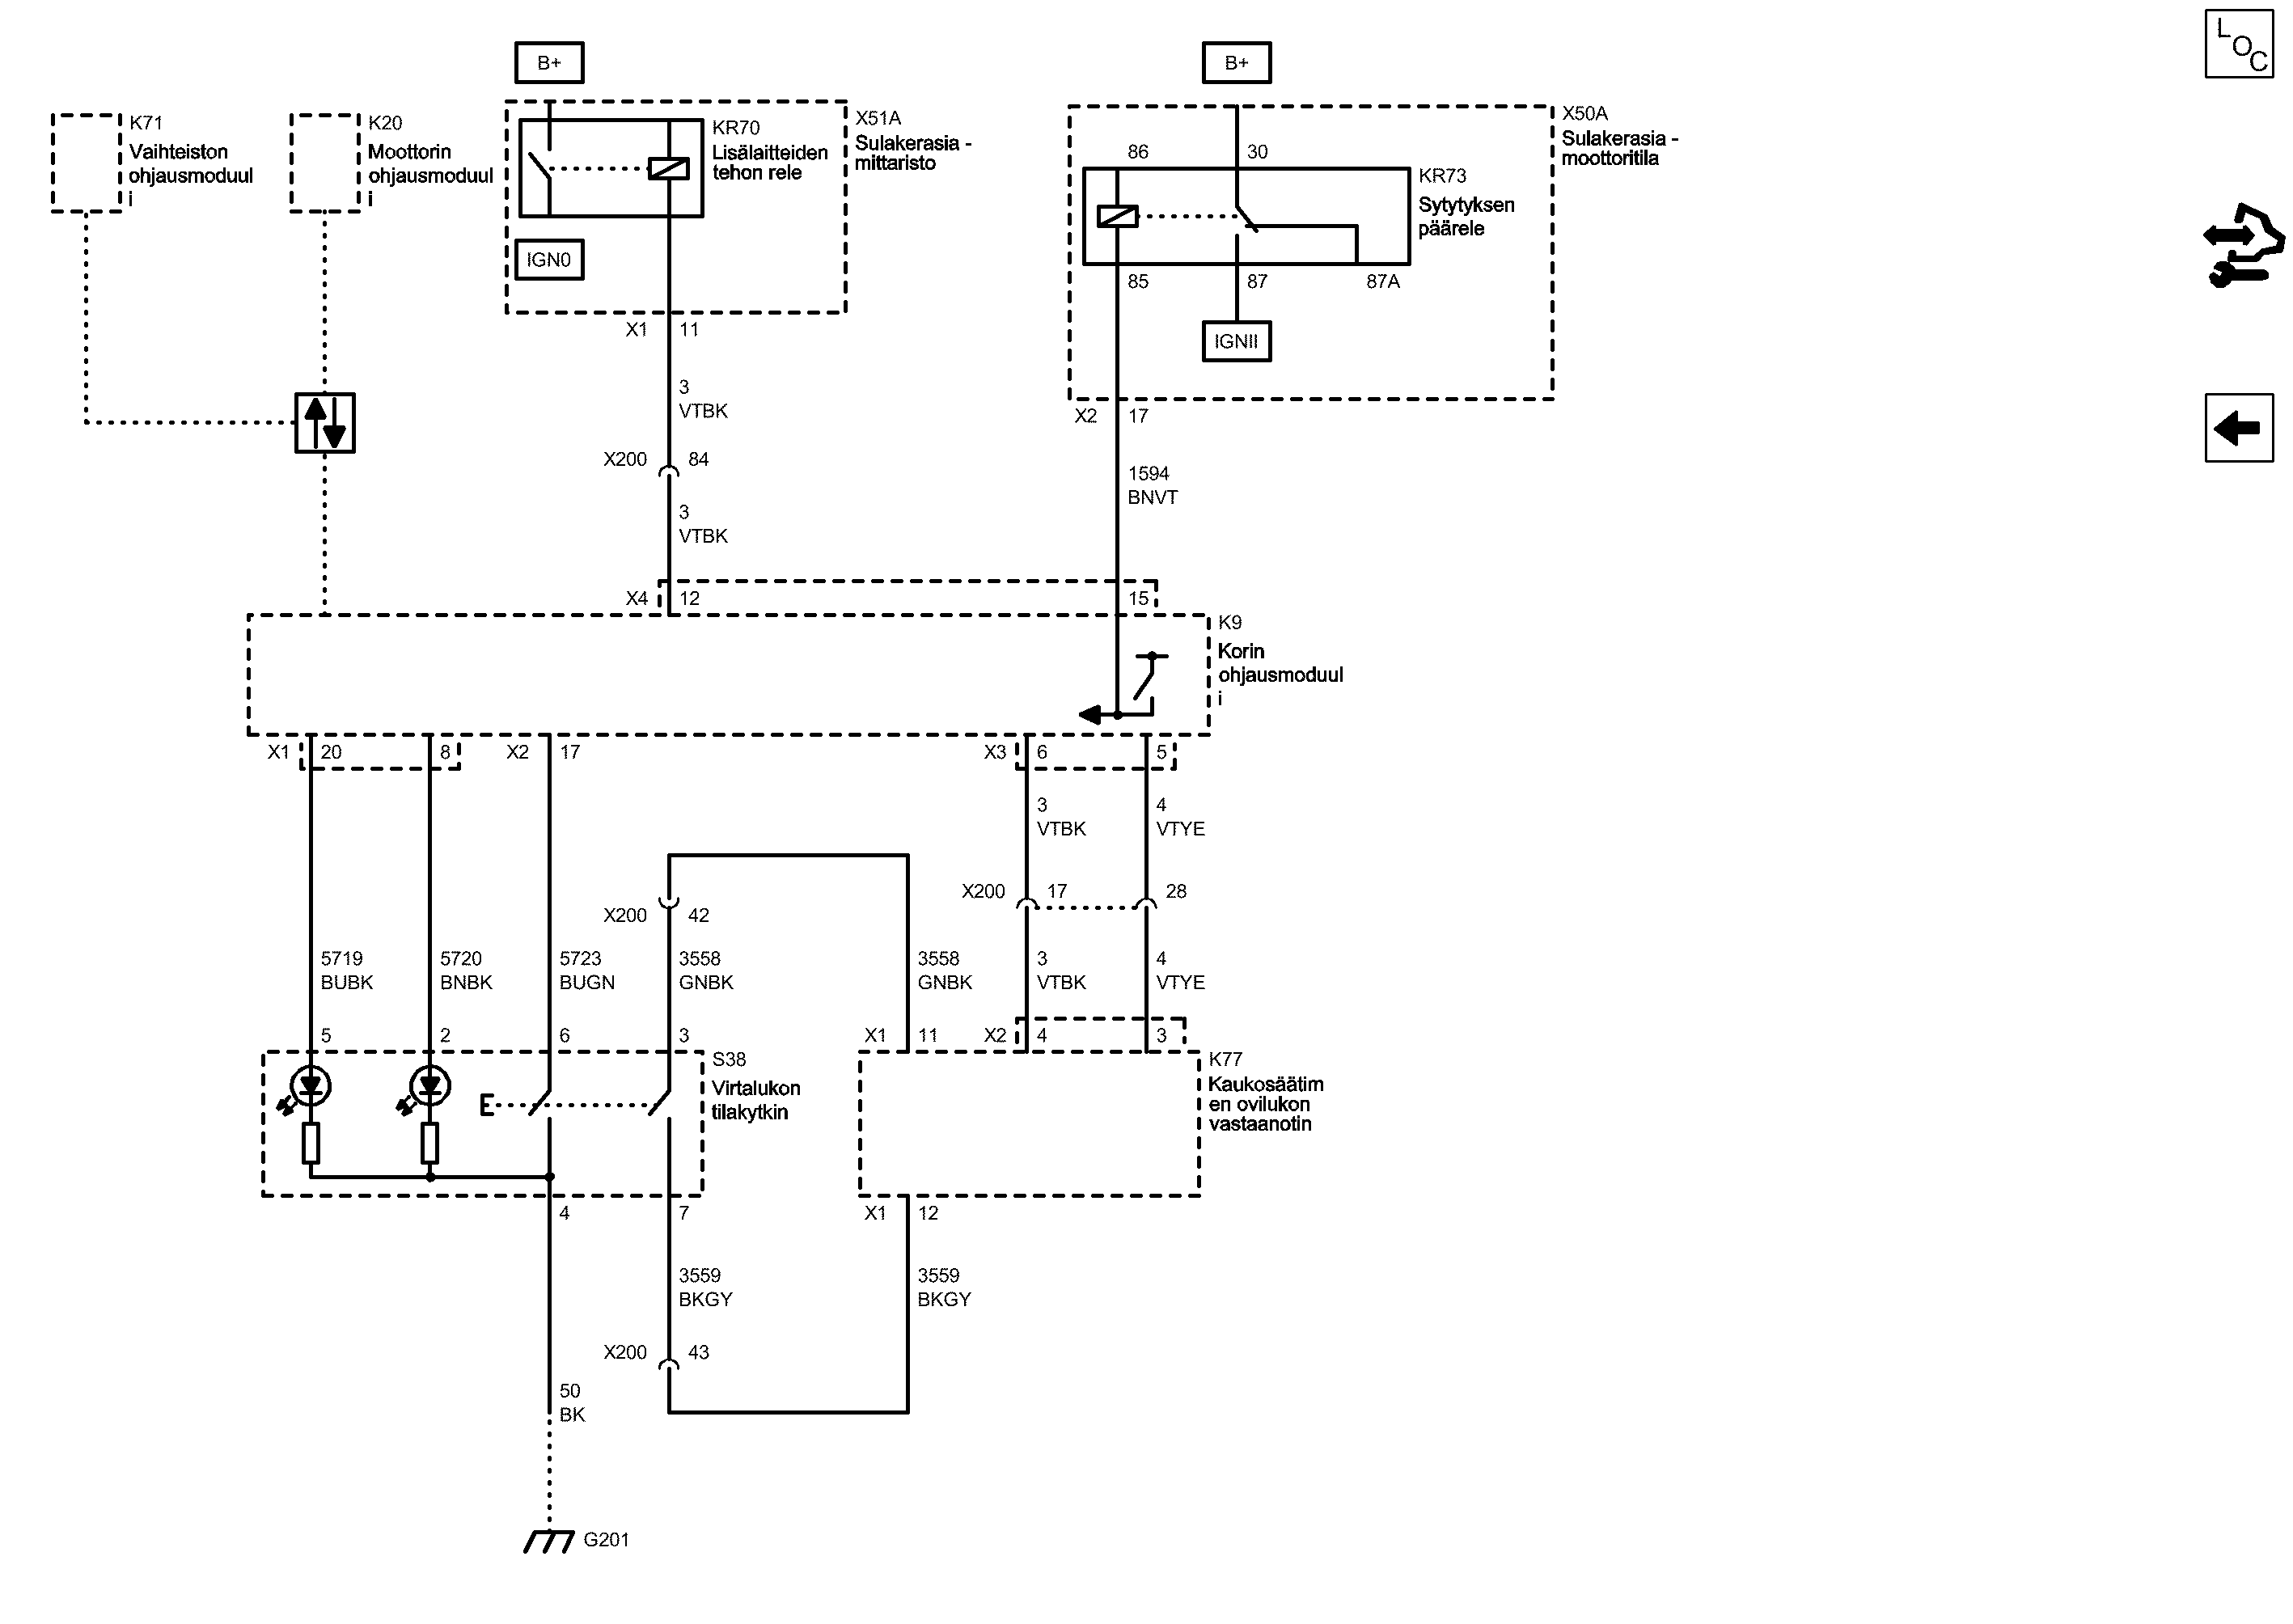 LOC
B+
B+
K71
Vaihteiston
ohjausmoduul
i
K20
Moottorin
ohjausmoduul
i
KR70
Lisälaitteiden
tehon rele
X51A
Sulakerasia -
mittaristo
IGN0
X1 11
86 30
X50A
Sulakerasia -
moottoritila
KR73
Sytytyksen
päärele
85 87 87A
IGNII
X2 17
3
VTBK
X200 84
3
VTBK
1594
BNVT
X4 12 15
K9
Korin
ohjausmoduul
i
X1 20 8 X2 17 X3 6 5
3
VTBK
4
VTYE
X200 17 28
X200 42
5719
BUBK
5720
BNBK
5723
BUGN
3558
GNBK
3558
GNBK
3
VTBK
4
VTYE
5 2 6 3 X1 11 X2 4 3
S38
Virtalukon
tilakytkin
K77
Kaukosäätim
en ovilukon
vastaanotin
4 7 X1 12
3559
BKGY
3559
BKGY
X200 43
50
BK
G201